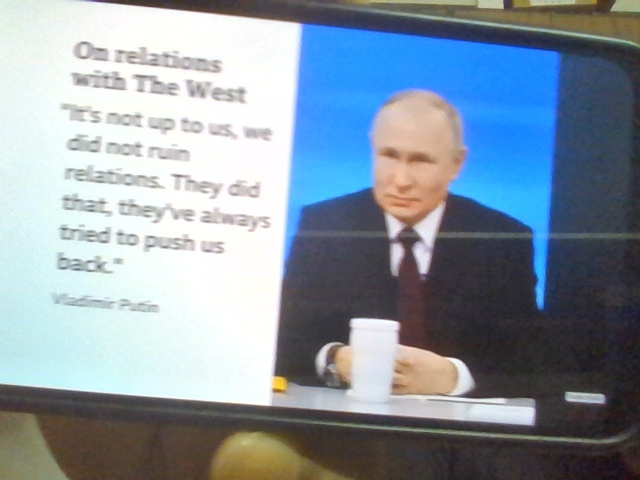 On relations
with The West
"It's not up to us, we
did not ruin
relations. They did
that, they've always
tried to push us
back."
Vladimir Putin